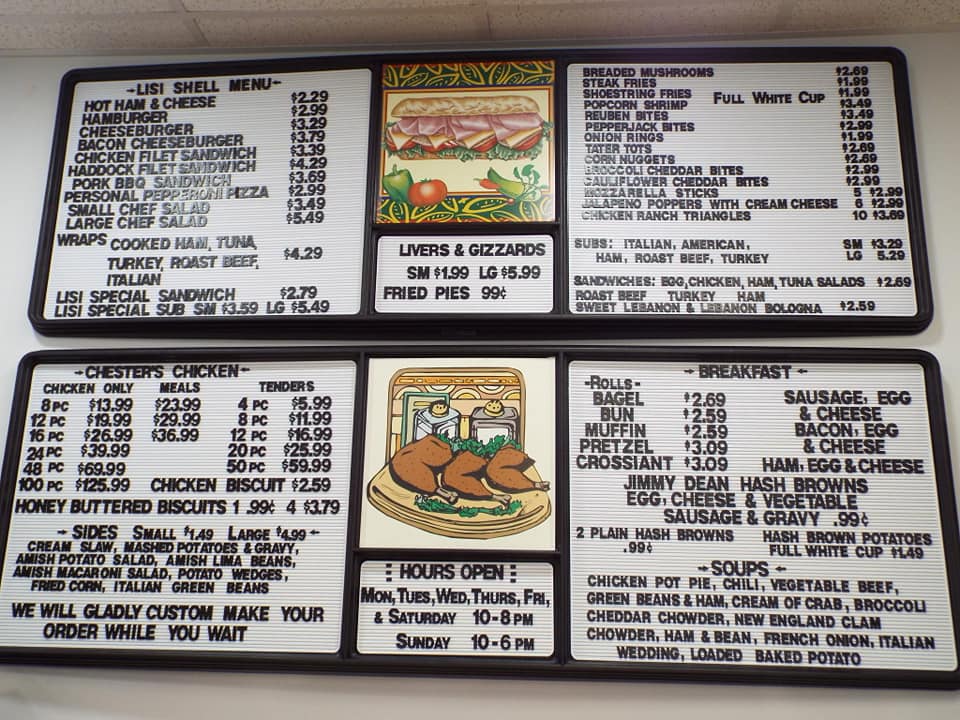 LISI SHELL MENU
HOT HAM & CHEESE $2.29
HAMBURGER $2.99
CHEESEBURGER $3.29
BACON CHEESEBURGER $3.79
CHICKEN FILET SANDWICH $3.39
HADDOCK FILET SANDWICH $4.29
PORK BBQ SANDWICH $3.69
PERSONAL PEPPERONI PIZZA $2.99
SMALL CHEF SALAD $3.49
LARGE CHEF SALAD $5.49
WRAPS COOKED HAM, TUNA,
TURKEY, ROAST BEEF, $4.29
ITALIAN
LISI SPECIAL SANDWICH $2.79
LISI SPECIAL SUB SM $3.59 LG $5.49
LIVERS & GIZZARDS
SM $1.99 LG $5.99
FRIED PIES 99¢
BREADED MUSHROOMS $2.69
STEAK FRIES $1.99
SHOESTRING FRIES FULL WHITE CUP $1.99
POPCORN SHRIMP $3.49
REUBEN BITES $3.49
PEPPERJACK BITES $2.99
ONION RINGS $1.99
TATER TOTS $2.69
CORN NUGGETS $2.69
BROCCOLI CHEDDAR BITES $2.99
CAULIFLOWER CHEDDAR BITES $2.99
MOZZARELLA STICKS 5 $2.99
JALAPENO POPPERS WITH CREAM CHEESE 6 $2.99
CHICKEN RANCH TRIANGLES 10 $3.69
SUBS: ITALIAN, AMERICAN, SM $3.29
HAM, ROAST BEEF, TURKEY LG 5.29
SANDWICHES: EGG, CHICKEN, HAM, TUNA SALADS $2.69
ROAST BEEF TURKEY HAM
SWEET LEBANON & LEBANON BOLOGNA $2.59
CHESTER'S CHICKEN
CHICKEN ONLY MEALS TENDERS
8 PC $13.99 $23.99 4 PC $5.99
12 PC $19.99 $29.99 8 PC $11.99
16 PC $26.99 $36.99 12 PC $16.99
24 PC $39.99 20 PC $25.99
48 PC $69.99 50 PC $59.99
100 PC $125.99 CHICKEN BISCUIT $2.59
HONEY BUTTERED BISCUITS 1 .99¢ 4 $3.79
SIDES SMALL $1.49 LARGE $4.99
CREAM SLAW, MASHED POTATOES & GRAVY,
AMISH POTATO SALAD, AMISH LIMA BEANS,
AMISH MACARONI SALAD, POTATO WEDGES,
FRIED CORN, ITALIAN GREEN BEANS
WE WILL GLADLY CUSTOM MAKE YOUR
ORDER WHILE YOU WAIT
HOURS OPEN
MON, TUES, WED, THURS, FRI,
& SATURDAY 10-8 PM
SUNDAY 10-6 PM
BREAKFAST
-ROLLS-
BAGEL $2.69
BUN $2.59
MUFFIN $2.59
PRETZEL $3.09
CROSSIANT $3.09
SAUSAGE, EGG
& CHEESE
BACON, EGG
& CHEESE
HAM, EGG & CHEESE
JIMMY DEAN HASH BROWNS
EGG, CHEESE & VEGETABLE
SAUSAGE & GRAVY .99¢
2 PLAIN HASH BROWNS
.99¢
HASH BROWN POTATOES
FULL WHITE CUP $1.49
SOUPS
CHICKEN POT PIE, CHILI, VEGETABLE BEEF,
GREEN BEANS & HAM, CREAM OF CRAB, BROCCOLI
CHEDDAR CHOWDER, NEW ENGLAND CLAM
CHOWDER, HAM & BEAN, FRENCH ONION, ITALIAN
WEDDING, LOADED BAKED POTATO